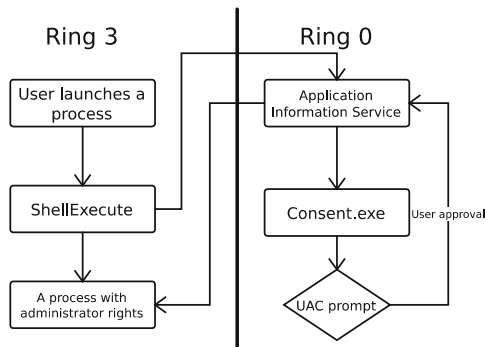 Ring 3
Ring 0
User launches a
process
Application
Information Service
ShellExecute
Consent.exe
User approval
A process with
administrator rights
UAC prompt